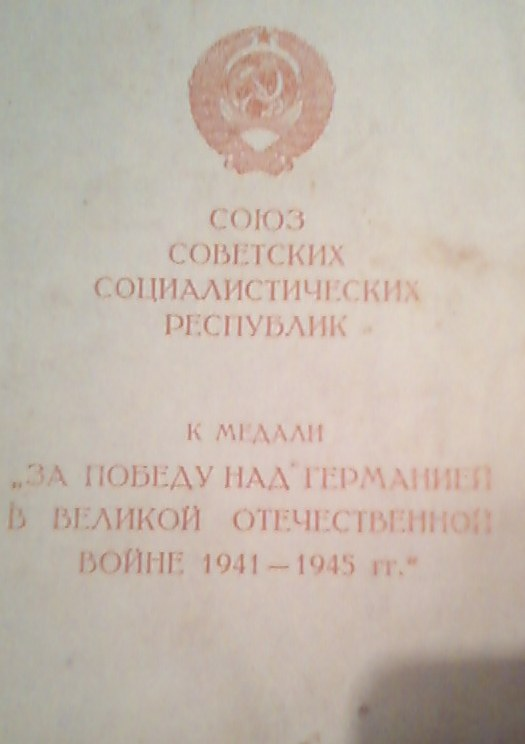 СОЮЗ
СОВЕТСКИХ
СОЦИАЛИСТИЧЕСКИХ
РЕСПУБЛИК
К МЕДАЛИ
„ЗА ПОБЕДУ НАД ГЕРМАНИЕЙ
В ВЕЛИКОЙ ОТЕЧЕСТВЕННОЙ
ВОЙНЕ 1941—1945 гг.“